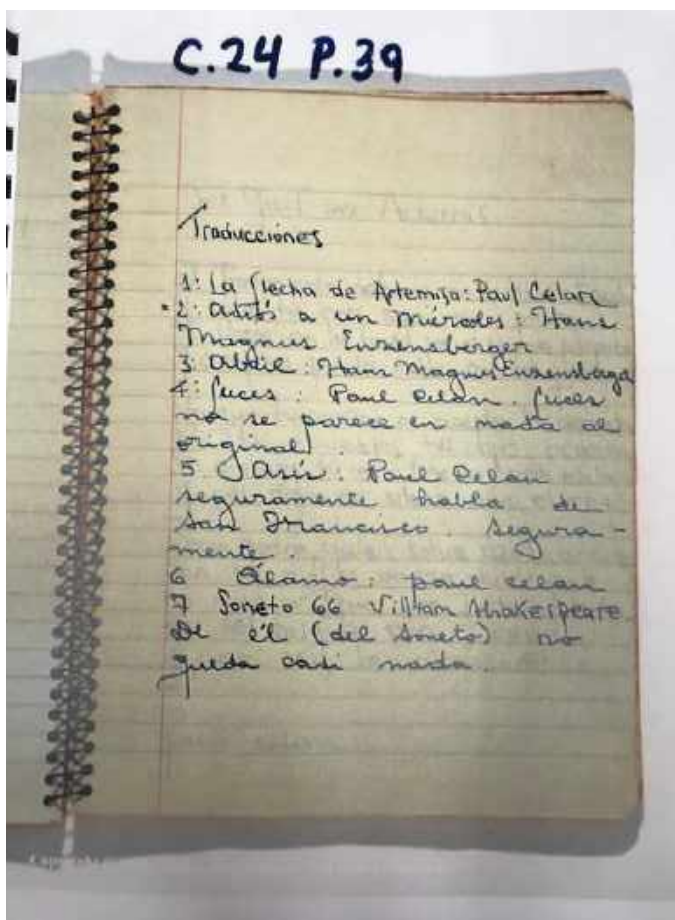 C.24 P.39
Traducciones
1: La flecha de Artemisa: Paul Celan
2: Adiós a un miércoles: Hans
Magnus Enzensberger
3: Abril: Hans Magnus Enzensberger
4: Luces: Paul Celan. Luces
no se parece en nada al
original.
5 Asís: Paul Celan
seguramente habla de
San Francisco. Segura-
mente.
6 Álamo: paul celan
7 Soneto 66 William Shakespeare.
De él (del soneto) no
queda casi nada.